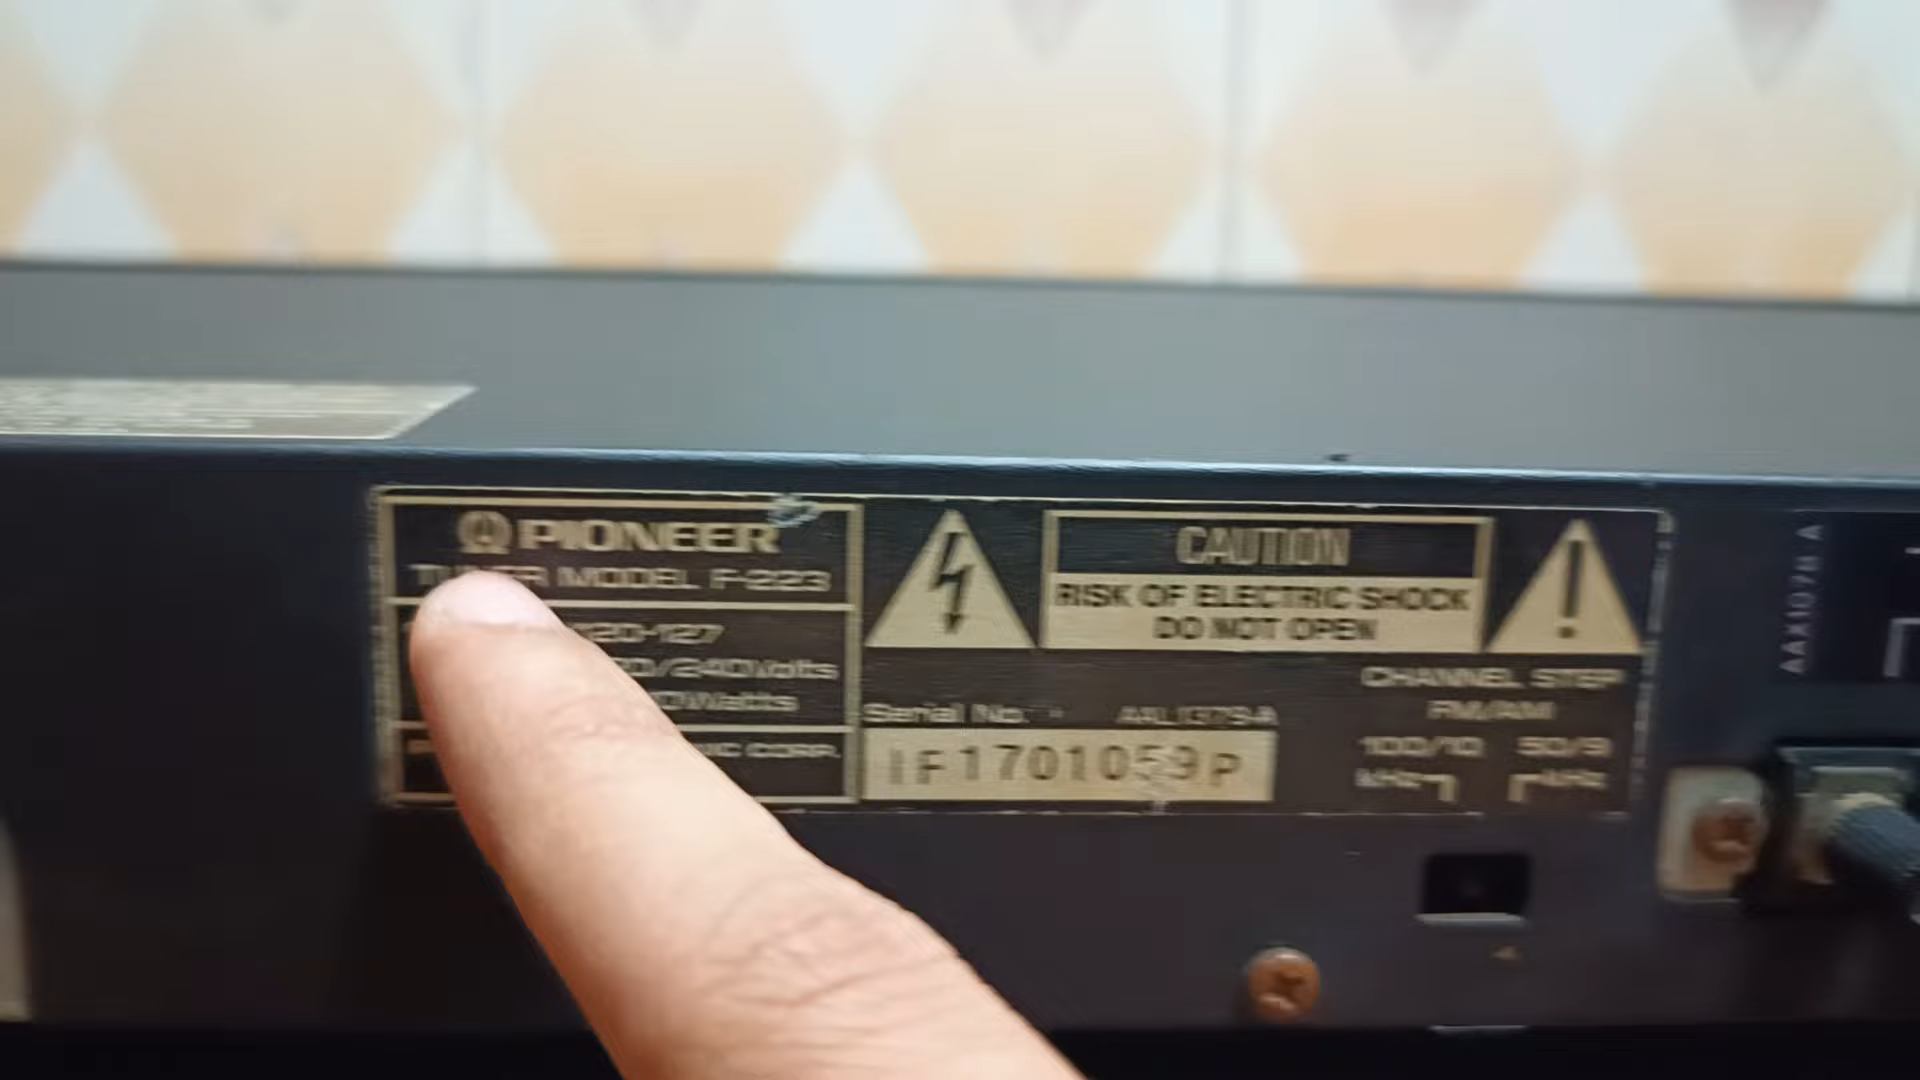 PIONEER
TUNER MODEL F-223
120-127
/240Volts
Watts
CORP.
CAUTION
RISK OF ELECTRIC SHOCK
DO NOT OPEN
Serial No.
AAL1379-A
IF1701059P
CHANNEL STEP
FM/AM
100/10 50/9
kHz kHz
AAX1078 A